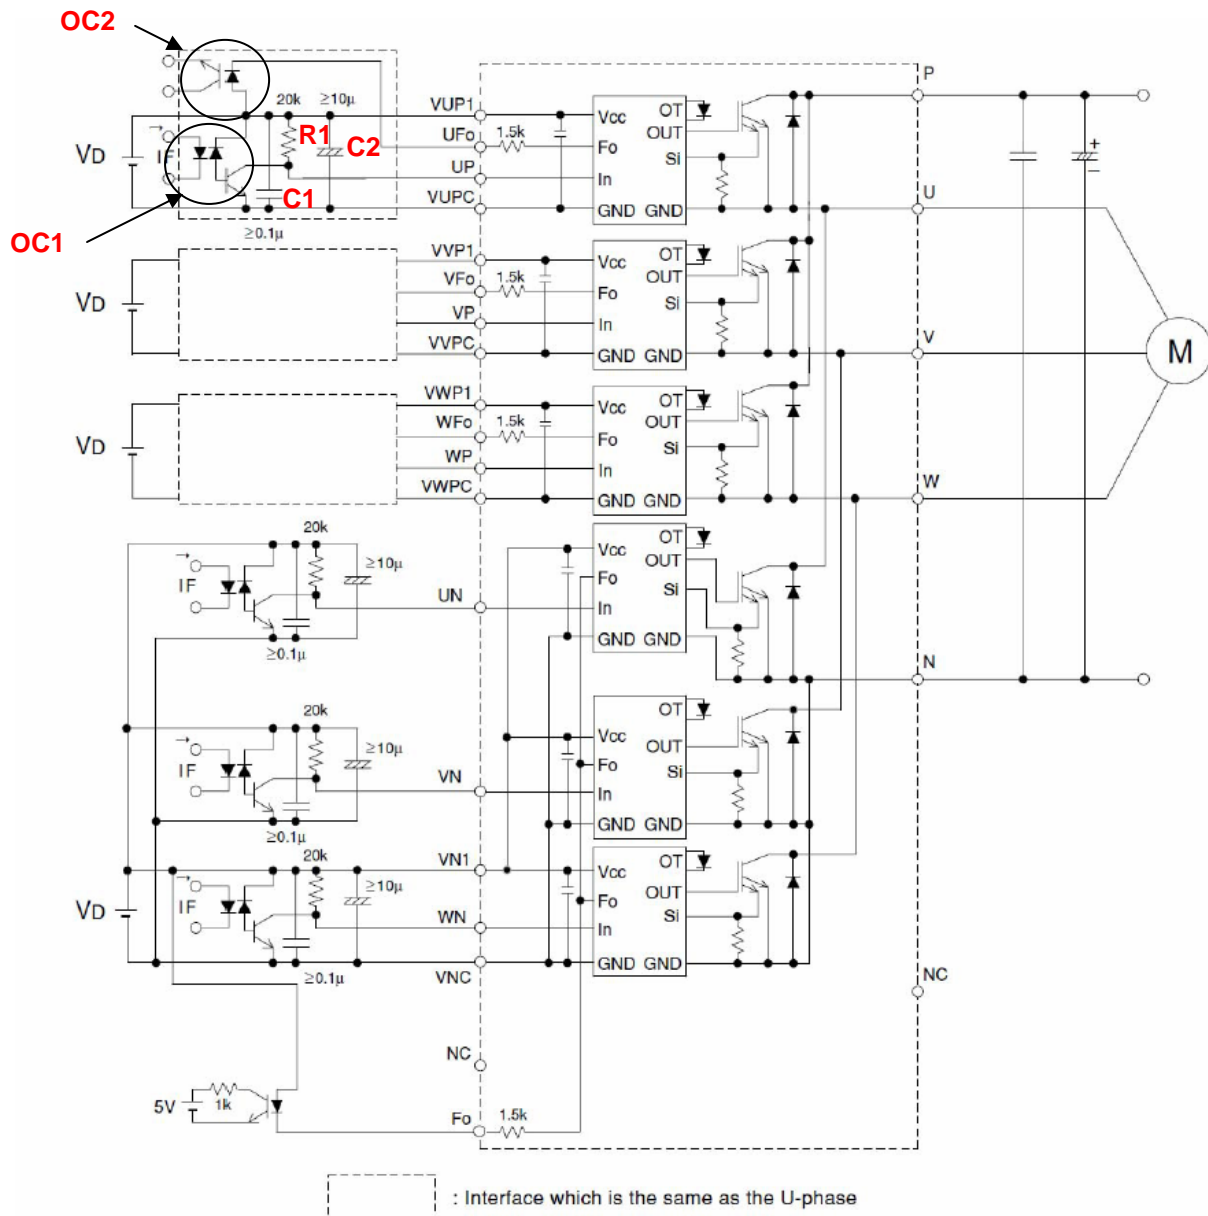 OC2
P
20k
≥10μ
VUP1
Vcc
OT
R1
UFo
1.5k
OUT
C2
Fo
Si
VD
IF
UP
In
U
C1
VUPC
GND GND
OC1
≥0.1μ
VVP1
Vcc
OT
VFo
1.5k
OUT
VD
Fo
Si
VP
In
V
VVPC
GND GND
M
VWP1
Vcc
OT
WFo
1.5k
OUT
VD
Fo
Si
WP
In
W
VWPC
GND GND
20k
OT
Vcc
OUT
≥10μ
IF
Fo
Si
UN
In
GND GND
≥0.1μ
N
20k
OT
Vcc
OUT
≥10μ
IF
Fo
Si
VN
In
GND GND
≥0.1μ
20k
VN1
Vcc
OT
≥10μ
OUT
VD
IF
Fo
Si
WN
In
GND GND
≥0.1μ
VNC
NC
NC
5V
1k
Fo
1.5k
: Interface which is the same as the U-phase